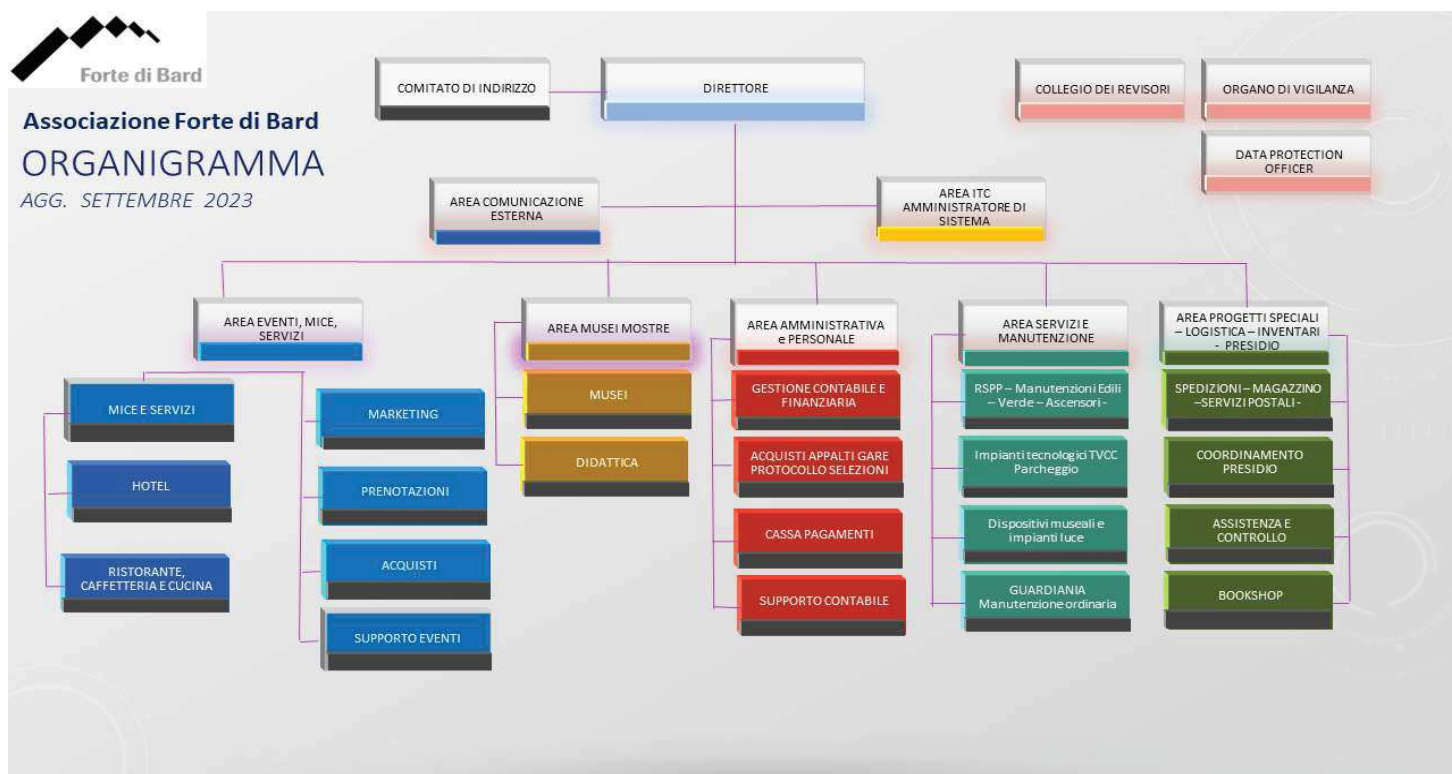 Forte di Bard
Associazione Forte di Bard
ORGANIGRAMMA
AGG. SETTEMBRE 2023
COMITATO DI INDIRIZZO
DIRETTORE
COLLEGIO DEI REVISORI
ORGANO DI VIGILANZA
DATA PROTECTION
OFFICER
AREA COMUNICAZIONE
ESTERNA
AREA ITC
AMMINISTRATORE DI
SISTEMA
AREA EVENTI, MICE,
SERVIZI
MICE E SERVIZI
HOTEL
RISTORANTE,
CAFFETTERIA E CUCINA
MARKETING
PRENOTAZIONI
ACQUISTI
SUPPORTO EVENTI
AREA MUSEI MOSTRE
MUSEI
DIDATTICA
AREA AMMINISTRATIVA
e PERSONALE
GESTIONE CONTABILE E
FINANZIARIA
ACQUISTI APPALTI GARE
PROTOCOLLO SELEZIONI
CASSA PAGAMENTI
SUPPORTO CONTABILE
AREA SERVIZI E
MANUTENZIONE
RSPP – Manutenzioni Edili
– Verde – Ascensori -
Impianti tecnologici TVCC
Parcheggio
Dispositivi museali e
impianti luce
GUARDIANIA
Manutenzione ordinaria
AREA PROGETTI SPECIALI
– LOGISTICA – INVENTARI
- PRESIDIO
SPEDIZIONI – MAGAZZINO
–SERVIZI POSTALI -
COORDINAMENTO
PRESIDIO
ASSISTENZA E
CONTROLLO
BOOKSHOP